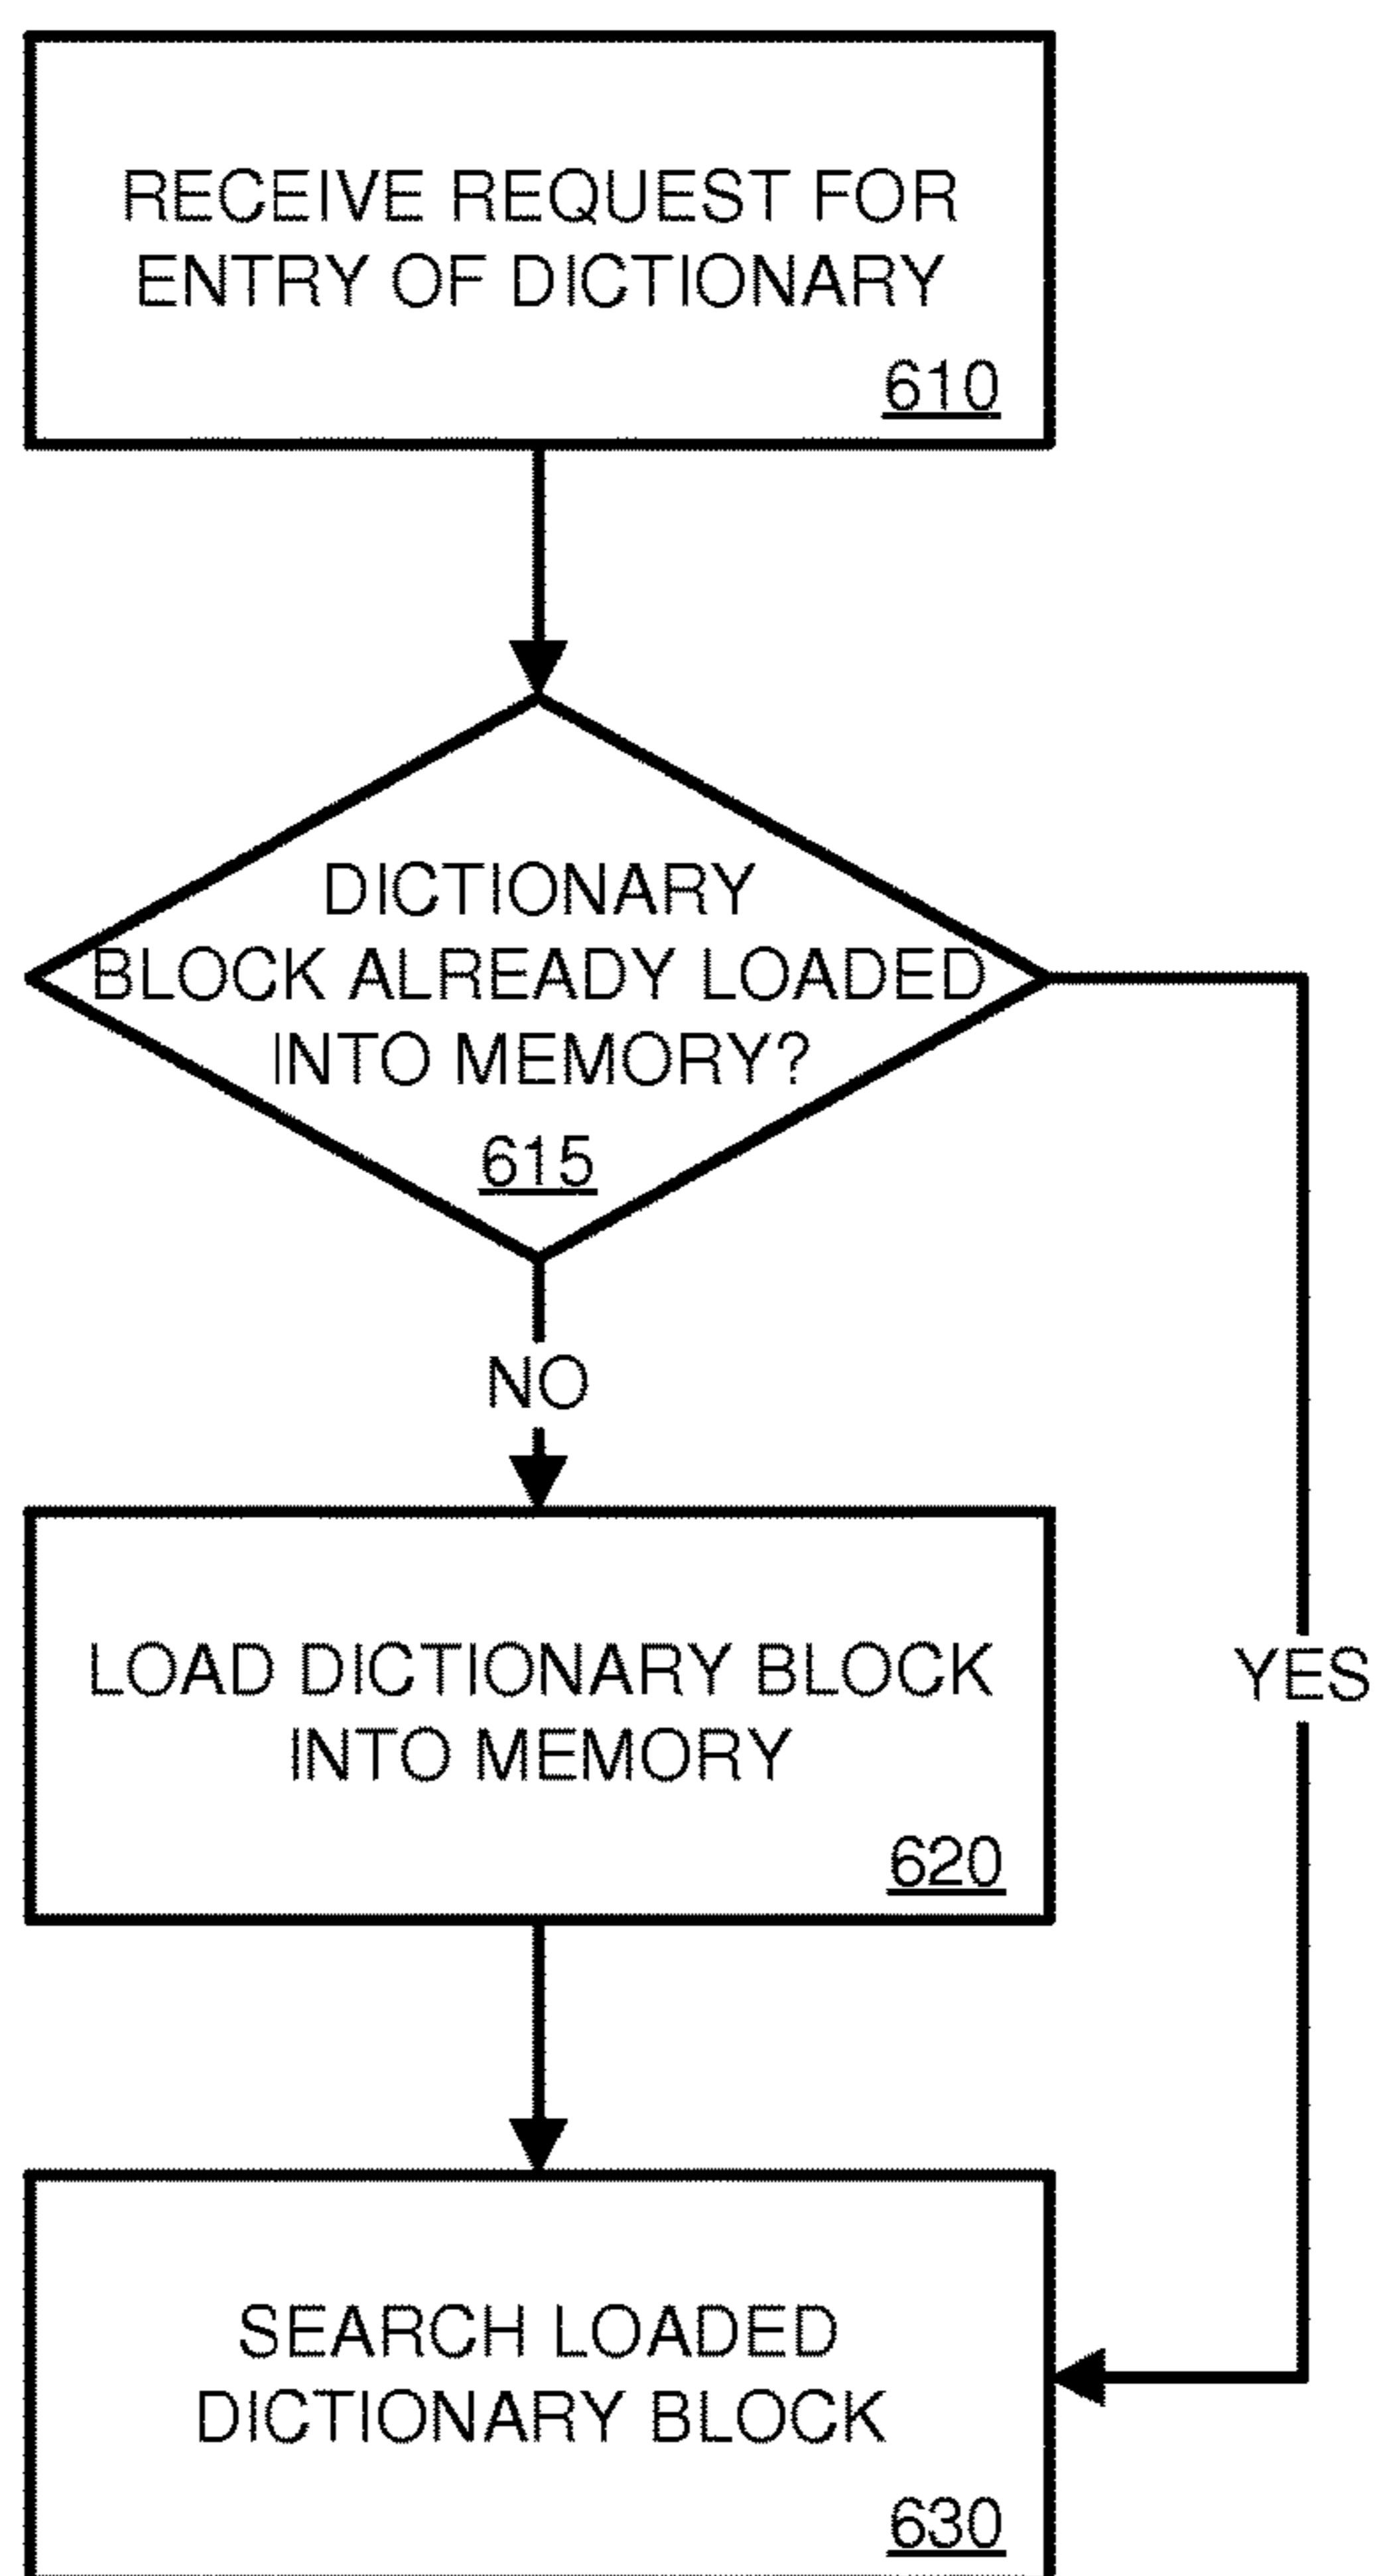 RECEIVE REQUEST FOR
ENTRY OF DICTIONARY
610
DICTIONARY
BLOCK ALREADY LOADED
INTO MEMORY?
615
NO
LOAD DICTIONARY BLOCK
INTO MEMORY
YES
620
SEARCH LOADED
DICTIONARY BLOCK
630